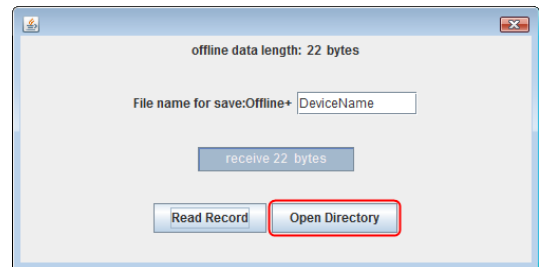 offline data length: 22 bytes
File name for save:Offline+ DeviceName
receive 22 bytes
Read Record Open Directory